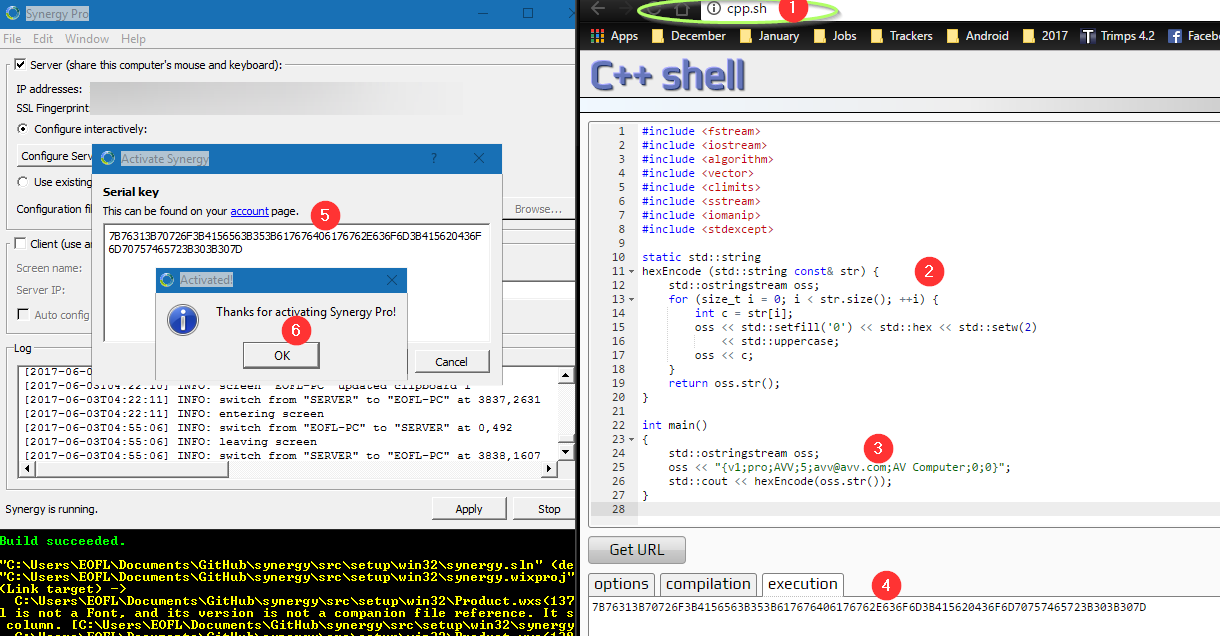 Synergy Pro
File Edit Window Help
Server (share this computer's mouse and keyboard):
IP addresses:
SSL Fingerprint
Configure interactively:
Configure Serv
Use existing
Configuration fil
Browse...
Client (use a
Screen name:
Server IP:
Auto config
Activate Synergy ?
Serial key
This can be found on your account page.
5
7B76313B70726F3B4156563B353B617676406176762E636F6D3B415620436F
6D70757465723B303B307D
Activated!
Thanks for activating Synergy Pro!
6
OK
Cancel
Log
[2017-06-0
[2017-06-03T04:22:10] INFO: screen "EOFL-PC" updated clipboard 1
[2017-06-03T04:22:11] INFO: switch from "SERVER" to "EOFL-PC" at 3837,2631
[2017-06-03T04:22:11] INFO: entering screen
[2017-06-03T04:55:06] INFO: switch from "EOFL-PC" to "SERVER" at 0,492
[2017-06-03T04:55:06] INFO: leaving screen
[2017-06-03T04:55:06] INFO: switch from "SERVER" to "EOFL-PC" at 3838,1607
Synergy is running.
Apply
Stop
Build succeeded.
"C:\Users\EOFL\Documents\GitHub\synergy\src\setup\win32\synergy.sln" (de
"C:\Users\EOFL\Documents\GitHub\synergy\src\setup\win32\synergy.wixproj"
(Link target) ->
C:\Users\EOFL\Documents\GitHub\synergy\src\setup\win32\Product.wxs(137
l is not a Font, and its version is not a companion file reference. It s
column. [C:\Users\EOFL\Documents\GitHub\synergy\src\setup\win32\synergy
cpp.sh
1
Apps December January Jobs Trackers Android 2017 Trimps 4.2 Facebo
C++ shell
1 #include <fstream>
2 #include <iostream>
3 #include <algorithm>
4 #include <vector>
5 #include <climits>
6 #include <sstream>
7 #include <iomanip>
8 #include <stdexcept>
9
10 static std::string
11 hexEncode (std::string const& str) {
2
12 std::ostringstream oss;
13 for (size_t i = 0; i < str.size(); ++i) {
14 int c = str[i];
15 oss << std::setfill('0') << std::hex << std::setw(2)
16 << std::uppercase;
17 oss << c;
18 }
19 return oss.str();
20 }
21
22 int main()
23 {
3
24 std::ostringstream oss;
25 oss << "{v1;pro;AVV;5;avv@avv.com;AV Computer;0;0}";
26 std::cout << hexEncode(oss.str());
27 }
28
Get URL
options compilation execution
4
7B76313B70726F3B4156563B353B617676406176762E636F6D3B415620436F6D70757465723B303B307D